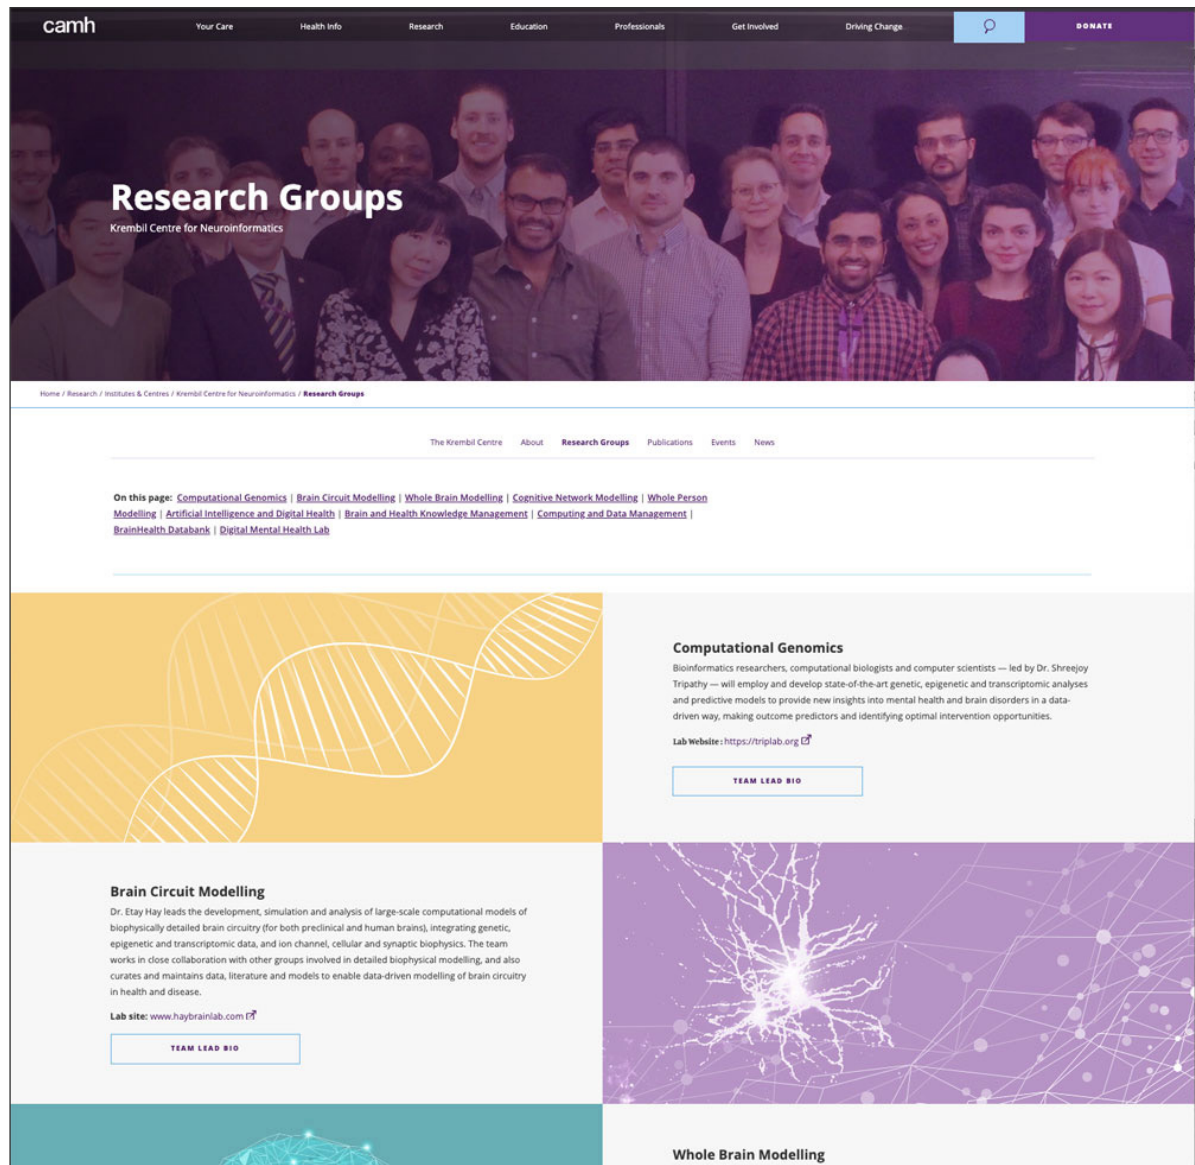 camh
Your Care
Health Info
Research
Education
Professionals
Get Involved
Driving Change
DONATE
Research Groups
Krembil Centre for Neuroinformatics
Home / Research / Institutes & Centres / Krembil Centre for Neuroinformatics / Research Groups
The Krembil Centre About Research Groups Publications Events News
On this page: Computational Genomics | Brain Circuit Modelling | Whole Brain Modelling | Cognitive Network Modelling | Whole Person
Modelling | Artificial Intelligence and Digital Health | Brain and Health Knowledge Management | Computing and Data Management |
BrainHealth Databank | Digital Mental Health Lab
Computational Genomics
Bioinformatics researchers, computational biologists and computer scientists — led by Dr. Shreejoy
Tripathy — will employ and develop state-of-the-art genetic, epigenetic and transcriptomic analyses
and predictive models to provide new insights into mental health and brain disorders in a data-
driven way, making outcome predictors and identifying optimal intervention opportunities.
Lab Website : https://triplab.org
TEAM LEAD BIO
Brain Circuit Modelling
Dr. Etay Hay leads the development, simulation and analysis of large-scale computational models of
biophysically detailed brain circuitry (for both preclinical and human brains), integrating genetic,
epigenetic and transcriptomic data, and ion channel, cellular and synaptic biophysics. The team
works in close collaboration with other groups involved in detailed biophysical modelling, and also
curates and maintains data, literature and models to enable data-driven modelling of brain circuitry
in health and disease.
Lab site: www.haybrainlab.com
TEAM LEAD BIO
Whole Brain Modelling